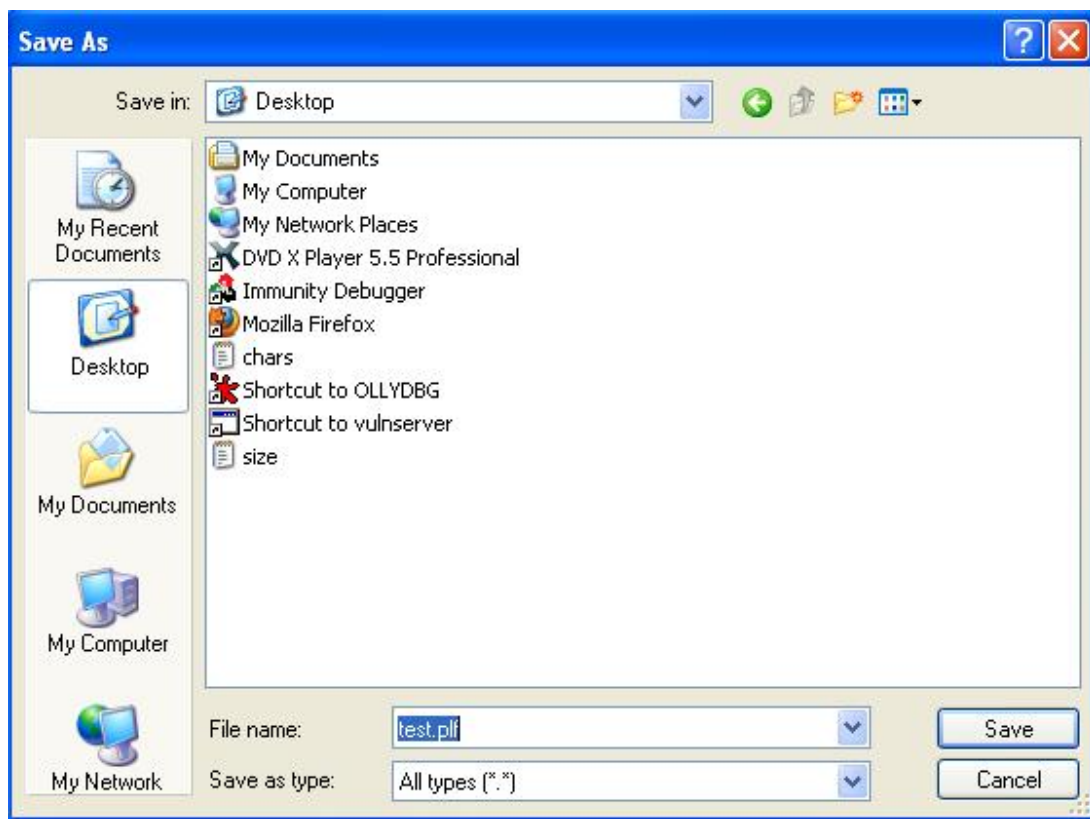 Save As
Save in:
Desktop
My Recent
Documents
Desktop
My Documents
My Computer
My Network
My Documents
My Computer
My Network Places
DVD X Player 5.5 Professional
Immunity Debugger
Mozilla Firefox
chars
Shortcut to OLLYDBG
Shortcut to vulnserver
size
File name:
test.plf
Save
Save as type:
All types (*.*)
Cancel